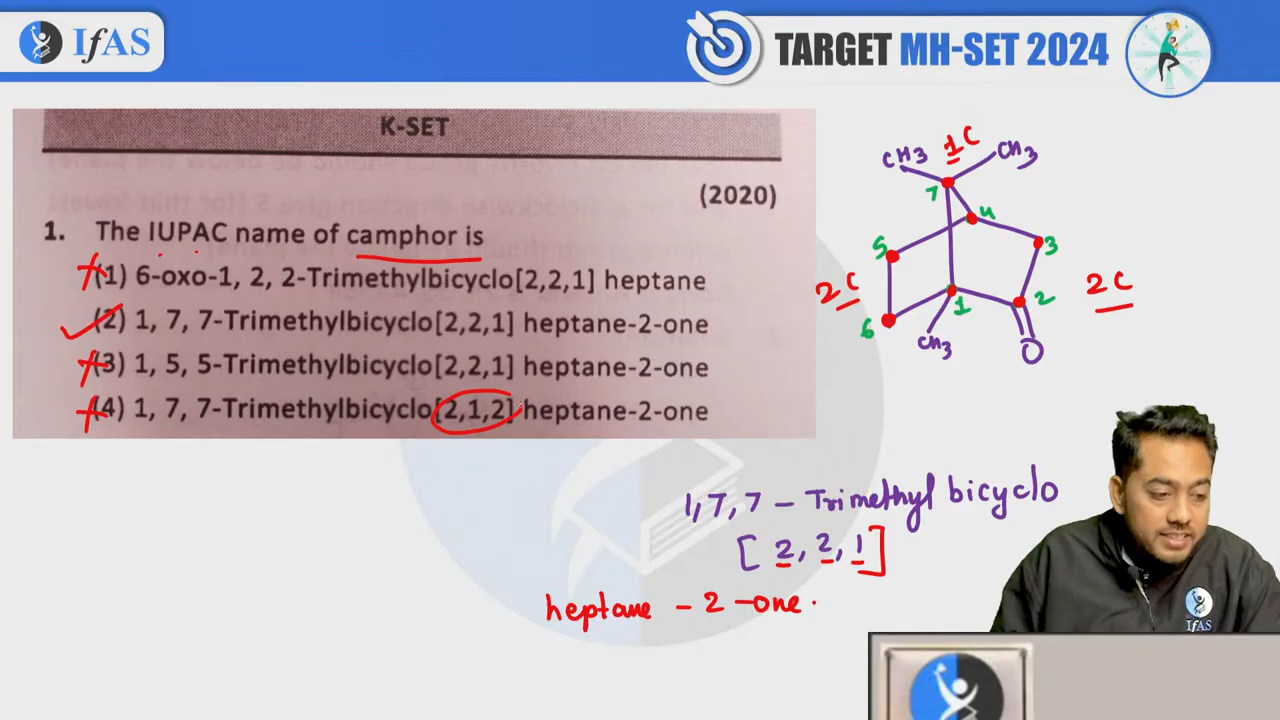 IfAS
TARGET MH-SET 2024
K-SET
(2020)
1. The IUPAC name of camphor is
(1) 6-oxo-1, 2, 2-Trimethylbicyclo[2,2,1] heptane
(2) 1, 7, 7-Trimethylbicyclo[2,2,1] heptane-2-one
(3) 1, 5, 5-Trimethylbicyclo[2,2,1] heptane-2-one
(4) 1, 7, 7-Trimethylbicyclo[2,1,2] heptane-2-one
1C
CH3
CH3
7
4
5
3
2C
2C
1
2
6
CH3
O
1,7,7 – Trimethyl bicyclo
[ 2, 2, 1 ]
heptane – 2 – one.
IfAS